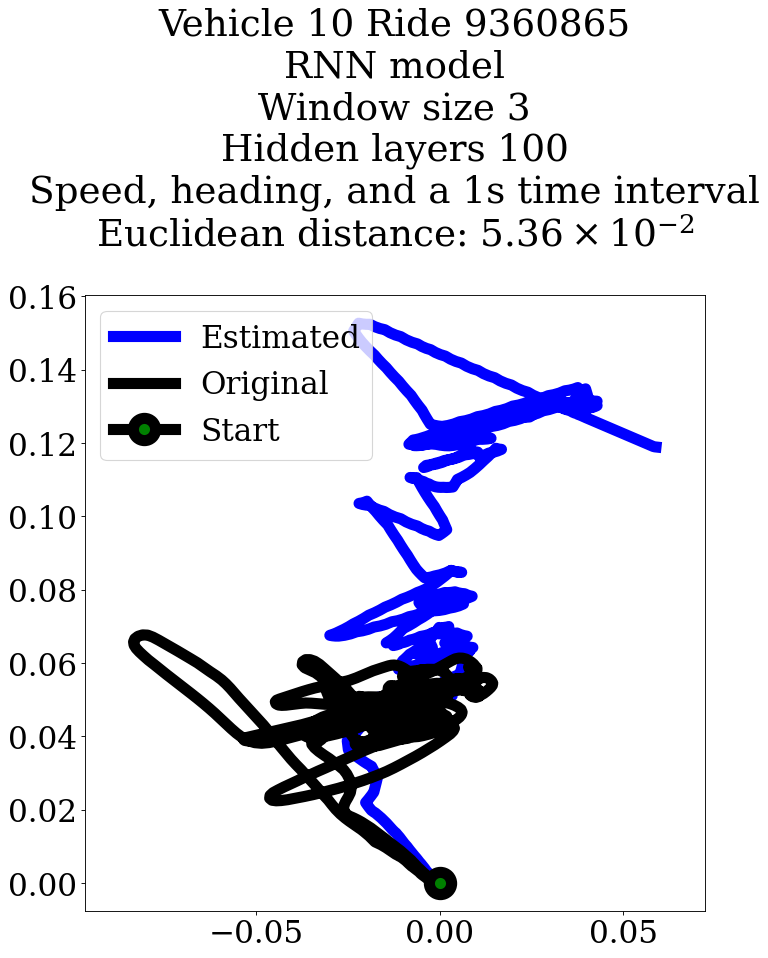 Vehicle 10 Ride 9360865
RNN model
Window size 3
Hidden layers 100
Speed, heading, and a 1s time interval
Euclidean distance: 5.36 × 10⁻²
0.16
Estimated
0.14
Original
Start
0.12
0.10
0.08
0.06
0.04
0.02
0.00
−0.05 0.00 0.05